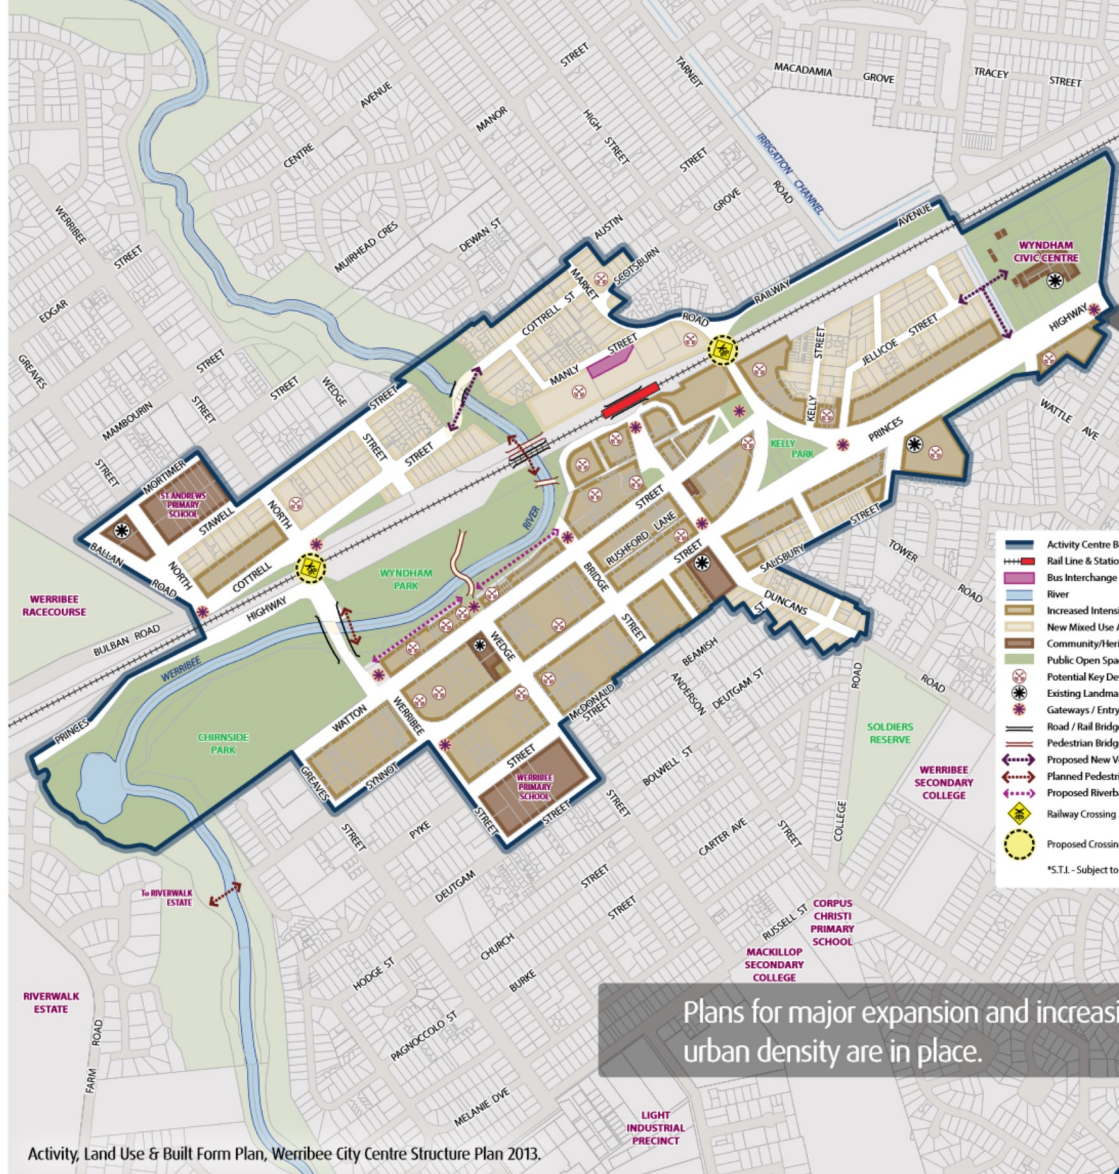 STREET
TARNEIT
MACADAMIA GROVE
TRACEY STREET
AVENUE
MANOR
HIGH STREET
CENTRE
STREET
IRRIGATION CHANNEL
ROAD
GROVE
WERRIBEE
STREET
AUSTIN
DEWAN ST
MUIRHEAD CRES
SCOTSBURN
AVENUE
RAILWAY
WYNDHAM
CIVIC CENTRE
MARKET
COTTRELL ST
ROAD
EDGAR
HIGHWAY
STREET
MANLY
STREET
JELLICOE STREET
GREAVES
STREET
STREET
WEDGE
STREET
KELLY
MAMBOURIN
STREET
PRINCES
WATTLE AVE
STREET
STREET
STREET
KELLY
PARK
STREET
MORTIMER
ST ANDREWS
PRIMARY
SCHOOL
STAWELL
NORTH
RIVER
STREET
RUSHFORD LANE
STREET
BALLAN
ROAD
NORTH
COTTRELL
WYNDHAM
PARK
BRIDGE
STREET
SALISBURY
TOWER
ROAD
WERRIBEE
RACECOURSE
HIGHWAY
BULBAN ROAD
WERRIBEE
WEDGE
STREET
DUNCANS
ST
BEAMISH
ROAD
ROAD
DEUTGAM ST
ANDERSON
McDONALD
STREET
PRINCES
CHIRNSIDE
PARK
WATTON
WERRIBEE
SOLDIERS
RESERVE
GREAVES
SYNNOT
STREET
BOLWELL ST
WERRIBEE
SECONDARY
COLLEGE
WERRIBEE
PRIMARY
SCHOOL
STREET
STREET
STREET
PYKE
STREET
STREET
CARTER AVE
COLLEGE
DEUTGAM
STREET
To RIVERWALK
ESTATE
CORPUS
CHRISTI
PRIMARY
SCHOOL
RUSSELL ST
CHURCH
STREET
MACKILLOP
SECONDARY
COLLEGE
HODGE ST
BURKE
RIVERWALK
ESTATE
PAGNOCCOLO ST
FARM ROAD
MELANIE DVE
LIGHT
INDUSTRIAL
PRECINCT
Activity Centre B
Rail Line & Statio
Bus Interchange
River
Increased Intensi
New Mixed Use A
Community/Heri
Public Open Spa
Potential Key De
Existing Landma
Gateways / Entry
Road / Rail Bridg
Pedestrian Bridg
Proposed New V
Planned Pedestri
Proposed Riverba
Railway Crossing
Proposed Crossin
*S.T.I. - Subject to
Plans for major expansion and increasi
urban density are in place.
Activity, Land Use & Built Form Plan, Werribee City Centre Structure Plan 2013.